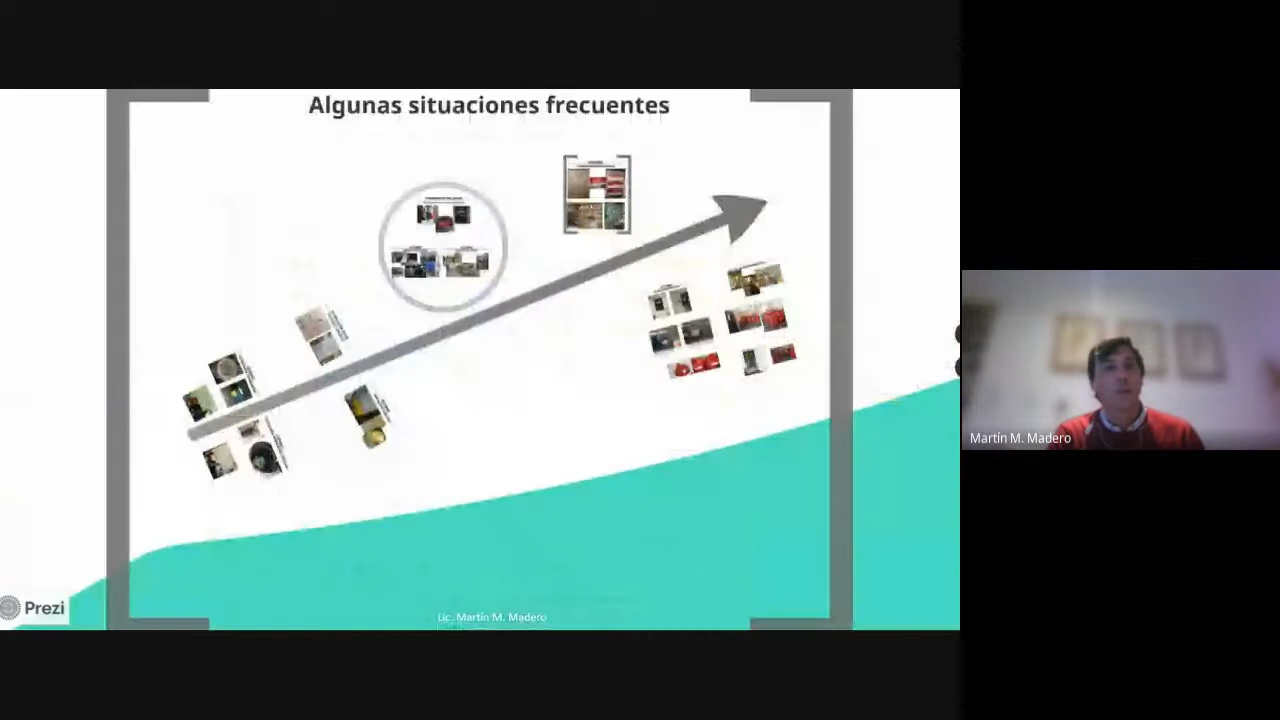 Algunas situaciones frecuentes
Martín M. Madero
Prezi
Lic. Martín M. Madero